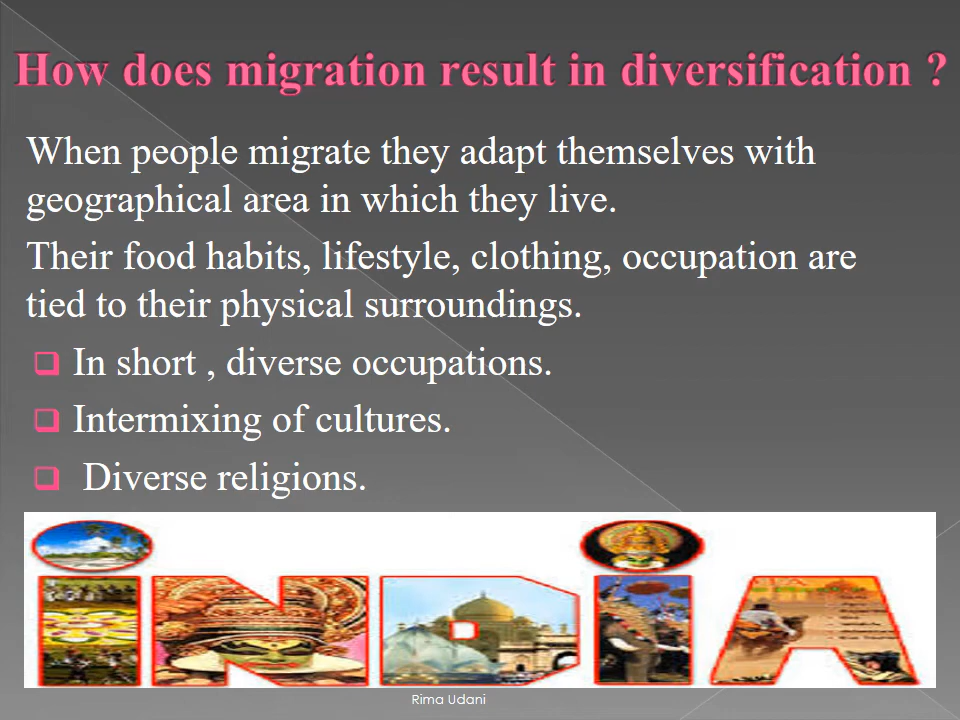 How does migration result in diversification ?
When people migrate they adapt themselves with
geographical area in which they live.
Their food habits, lifestyle, clothing, occupation are
tied to their physical surroundings.
In short , diverse occupations.
Intermixing of cultures.
Diverse religions.
iNDiA
Rima Udani